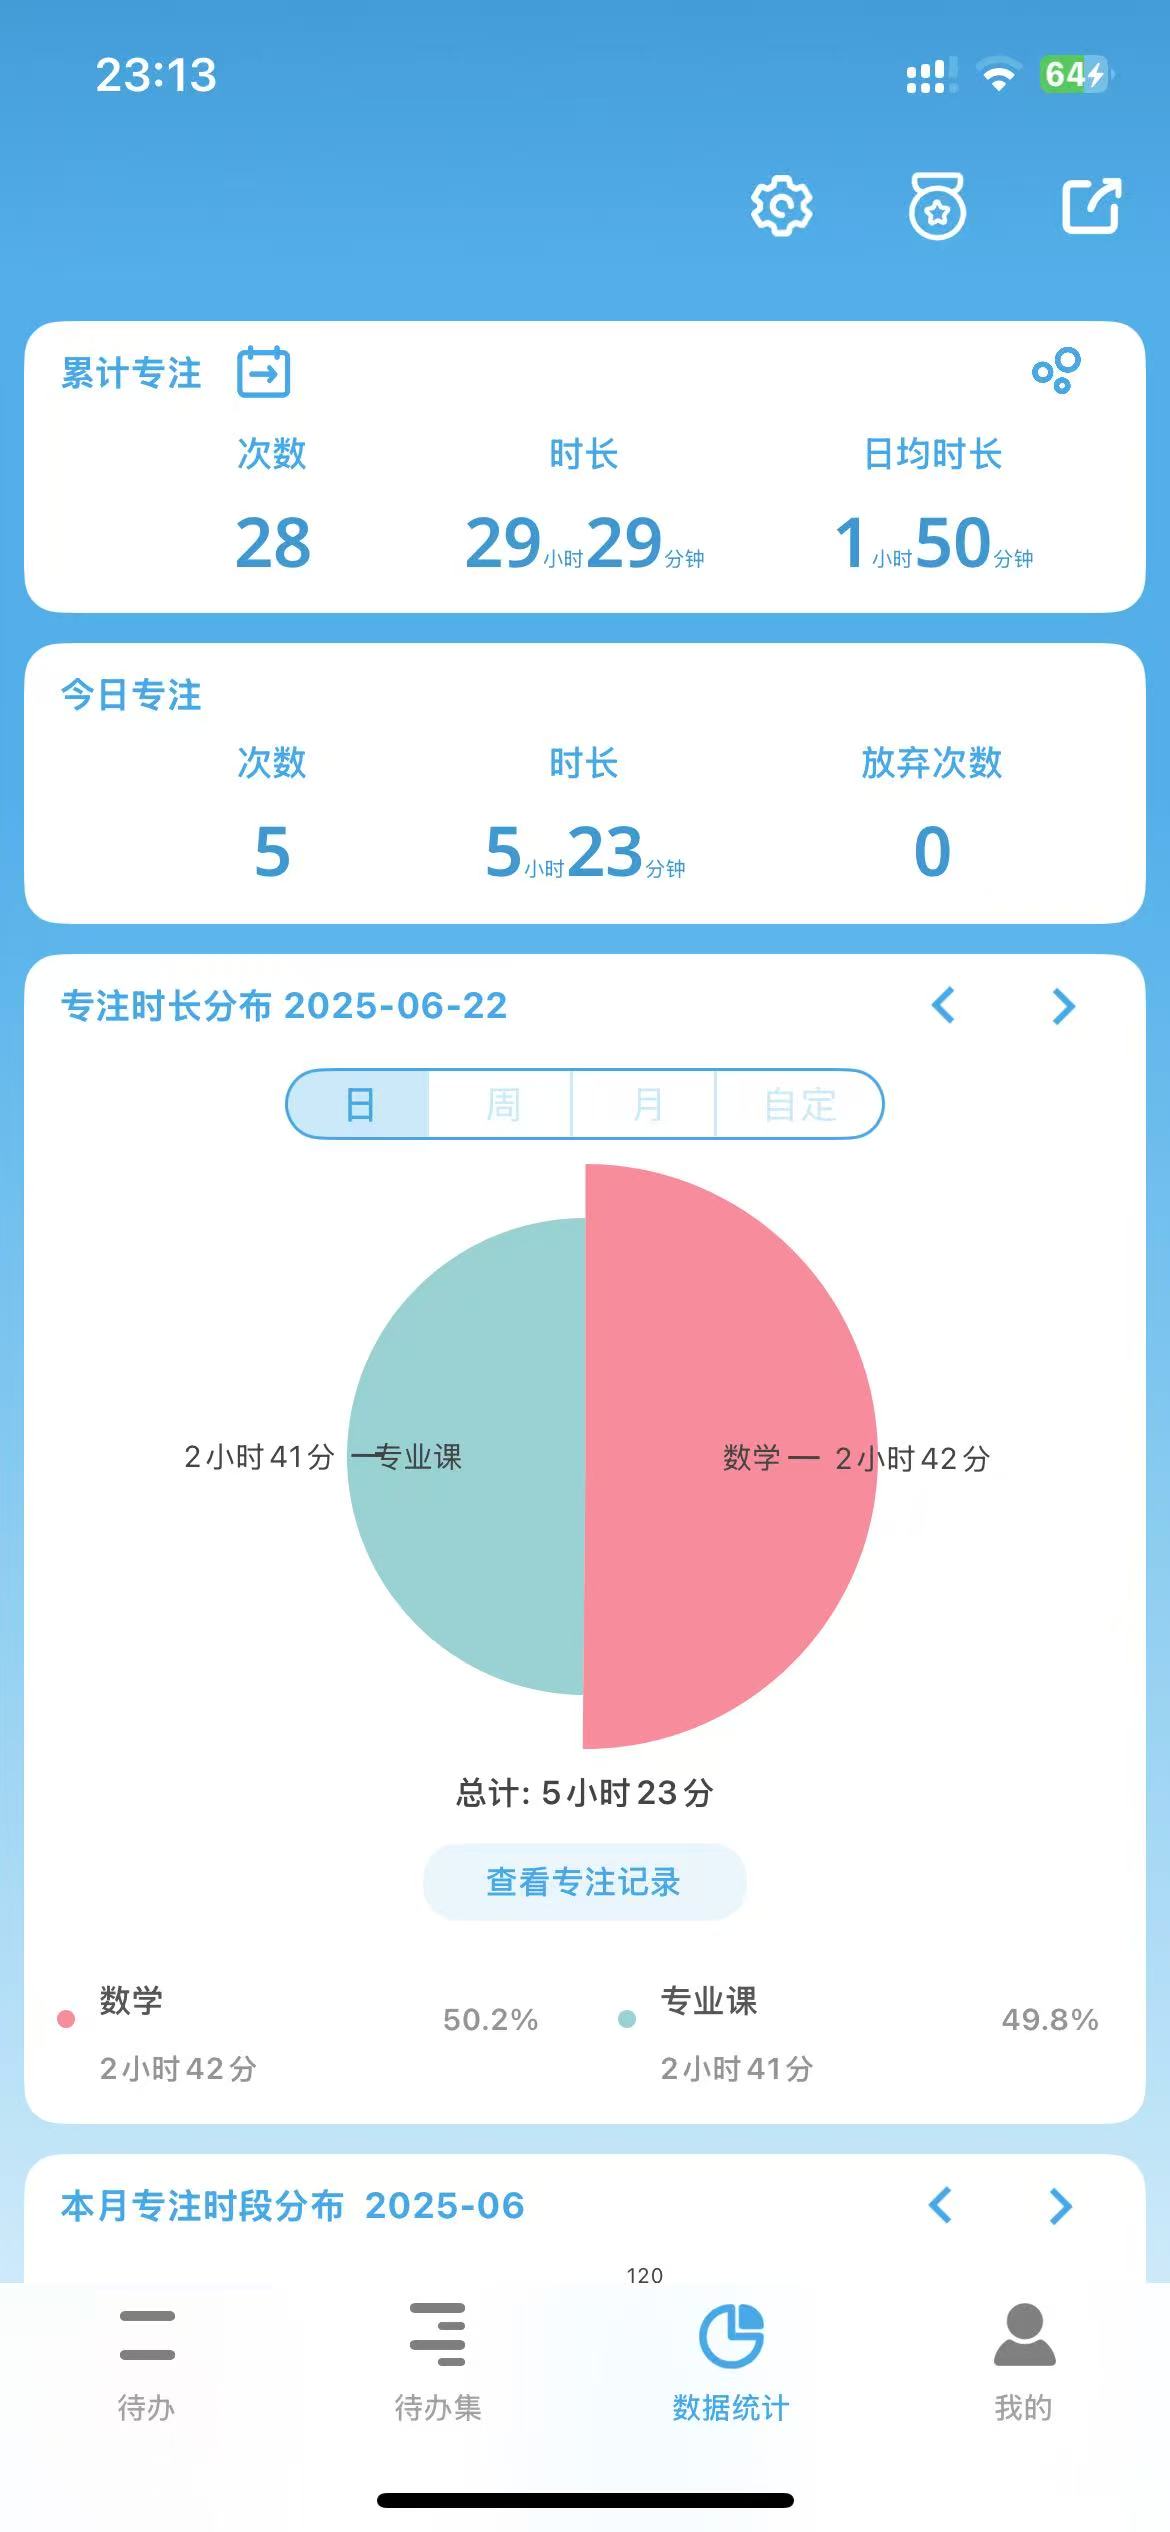 23:13
64
累计专注
次数 时长 日均时长
28 29小时29分钟 1小时50分钟
今日专注
次数 时长 放弃次数
5 5小时23分钟 0
专注时长分布 2025-06-22
日 周 月 自定
2小时41分 专业课 数学 2小时42分
总计: 5小时23分
查看专注记录
数学 50.2% 专业课 49.8%
2小时42分 2小时41分
本月专注时段分布 2025-06
120
待办 待办集 数据统计 我的